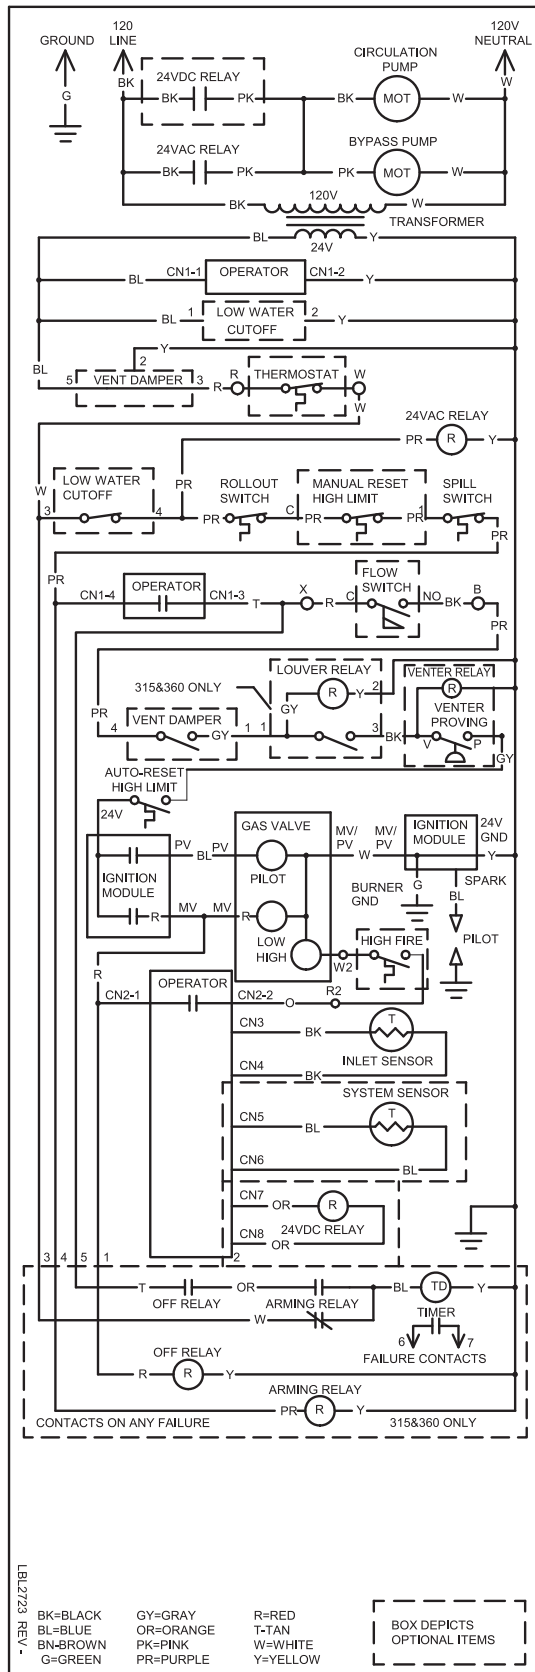 GROUND
120
LINE
120V
NEUTRAL
CIRCULATION
PUMP
G
BK
W
24VDC RELAY
BK
PK
BK
MOT
W
BYPASS PUMP
24VAC RELAY
BK
PK
PK
MOT
W
BK
120V
W
TRANSFORMER
BL
24V
Y
BL
CN1-1
OPERATOR
CN1-2
Y
BL
1
LOW WATER
CUTOFF
2
Y
BL
Y
2
5
VENT DAMPER
3
R
R
THERMOSTAT
W
W
24VAC RELAY
PR
R
Y
W
LOW WATER
CUTOFF
3
4
PR
ROLLOUT
SWITCH
MANUAL RESET
HIGH LIMIT
SPILL
SWITCH
PR
C
PR
PR
1
PR
PR
CN1-4
OPERATOR
CN1-3
T
X
R
C
FLOW
SWITCH
NO
BK
B
PR
315&360 ONLY
LOUVER RELAY
R
Y
2
GY
VENTER RELAY
R
VENTER
PROVING
PR
4
VENT DAMPER
GY
1
1
3
BK
V
P
GY
AUTO-RESET
HIGH LIMIT
24V
GAS VALVE
MV/
PV
MV/
PV
IGNITION
MODULE
24V
GND
PV
BL
PV
PILOT
W
Y
IGNITION
MODULE
BURNER
GND
G
SPARK
BL
R
MV
MV
R
LOW
HIGH
PILOT
HIGH FIRE
W2
R
OPERATOR
CN2-1
CN2-2
O
R2
CN3
BK
T
INLET SENSOR
CN4
BK
SYSTEM SENSOR
CN5
BL
T
CN6
BL
CN7
OR
R
24VDC RELAY
CN8
OR
3
4
5
1
2
T
OFF RELAY
OR
ARMING RELAY
BL
TD
Y
TIMER
W
6
7
FAILURE CONTACTS
OFF RELAY
R
R
Y
ARMING RELAY
PR
R
Y
CONTACTS ON ANY FAILURE
315&360 ONLY
LBL2723 REV -
BK=BLACK
GY=GRAY
R=RED
BL=BLUE
OR=ORANGE
T-TAN
BN-BROWN
PK=PINK
W=WHITE
G=GREEN
PR=PURPLE
Y=YELLOW
BOX DEPICTS
OPTIONAL ITEMS